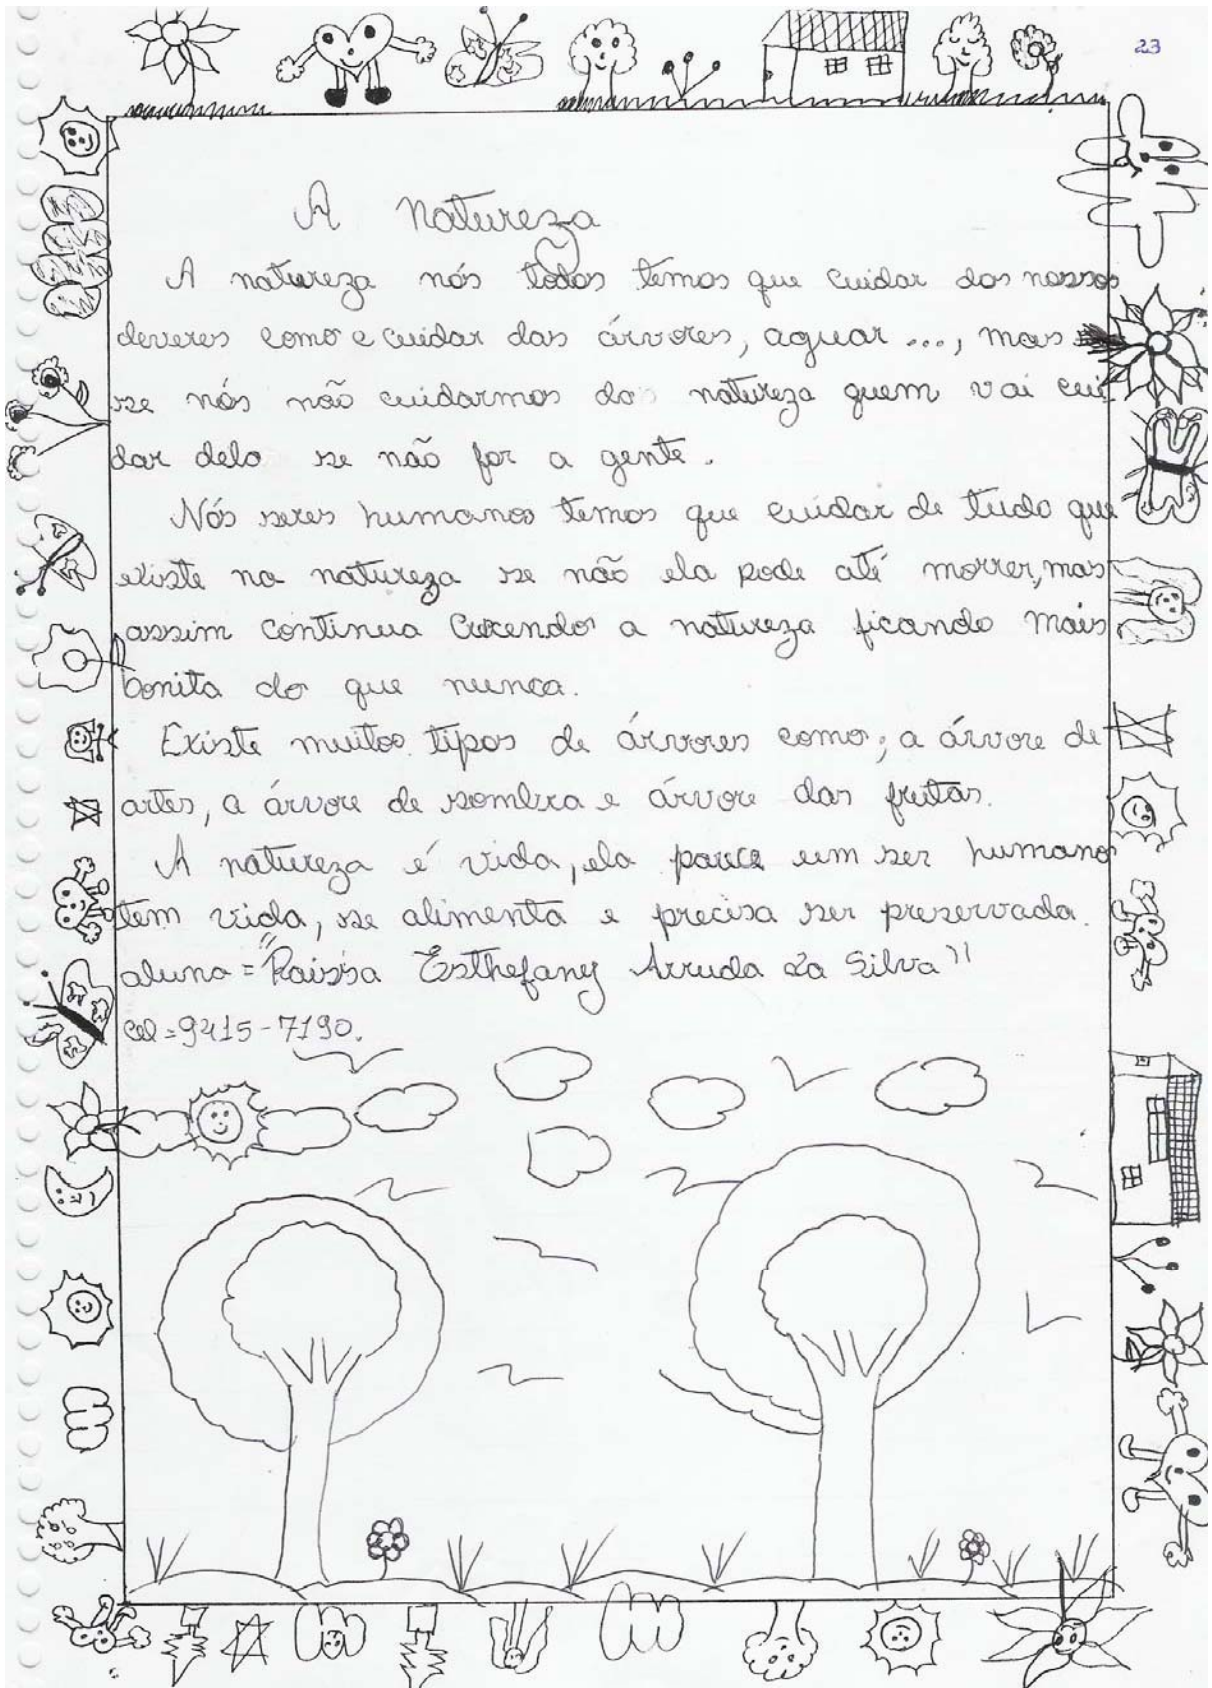 23
A Natureza
A natureza nós todos temos que cuidar dos nossos
deveres como e cuidar das árvores, aguar ..., mas
se nós não cuidarmos da natureza quem vai cui-
dar dela se não for a gente.
Nós seres humanos temos que cuidar de tudo que
existe na natureza se não ela pode até morrer, mas
assim continua crecendo a natureza ficando mais
bonita do que nunca.
Existe muitos tipos de árvores como; a árvore de
artes, a árvore de sombra e árvore das frutas.
A natureza é vida, ela parece um ser humano
tem vida, se alimenta e precisa ser preservada.
aluna = "Raissa Esthefany Arruda Da Silva"
cel = 9415-7190.